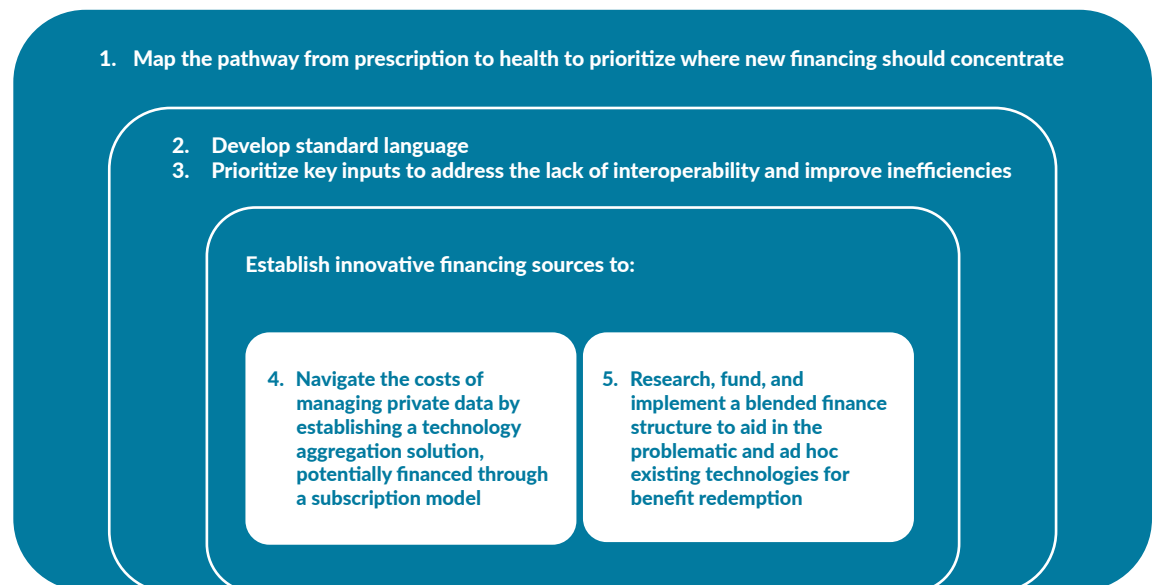 1. Map the pathway from prescription to health to prioritize where new financing should concentrate
2. Develop standard language
3. Prioritize key inputs to address the lack of interoperability and improve inefficiencies
Establish innovative financing sources to:
4. Navigate the costs of
managing private data by
establishing a technology
aggregation solution,
potentially financed through
a subscription model
5. Research, fund, and
implement a blended finance
structure to aid in the
problematic and ad hoc
existing technologies for
benefit redemption